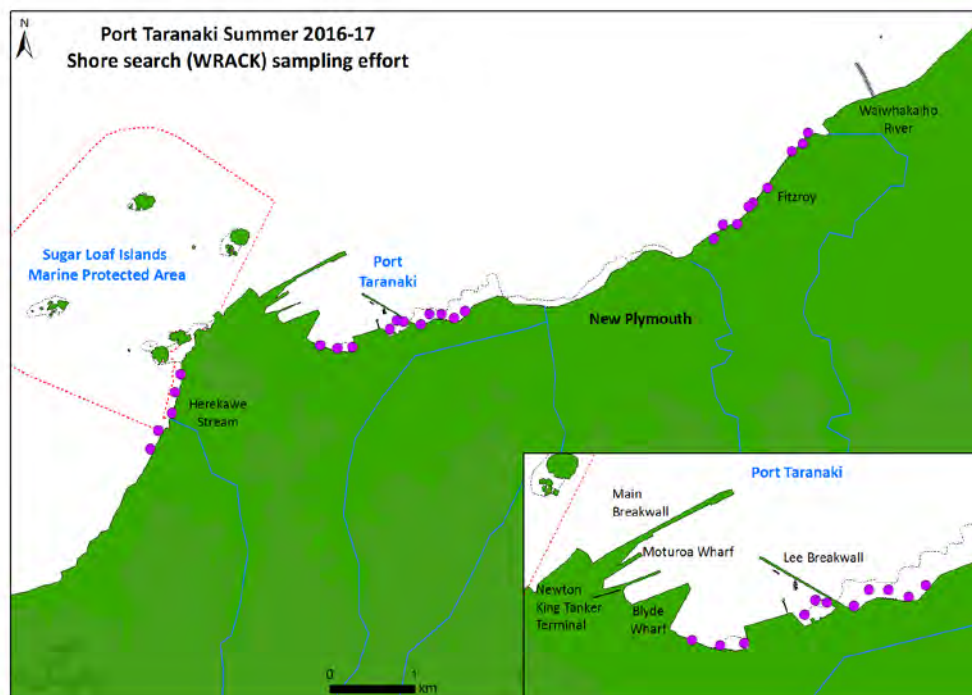 N
Port Taranaki Summer 2016-17
Shore search (WRACK) sampling effort
Waiwhakaiho
River
Fitzroy
Sugar Loaf Islands
Marine Protected Area
Port
Taranaki
New Plymouth
Herekawe
Stream
Port Taranaki
Main
Breakwall
Moturoa Wharf
Lee Breakwall
Newton
King Tanker
Terminal
Blyde
Wharf
0 1
km